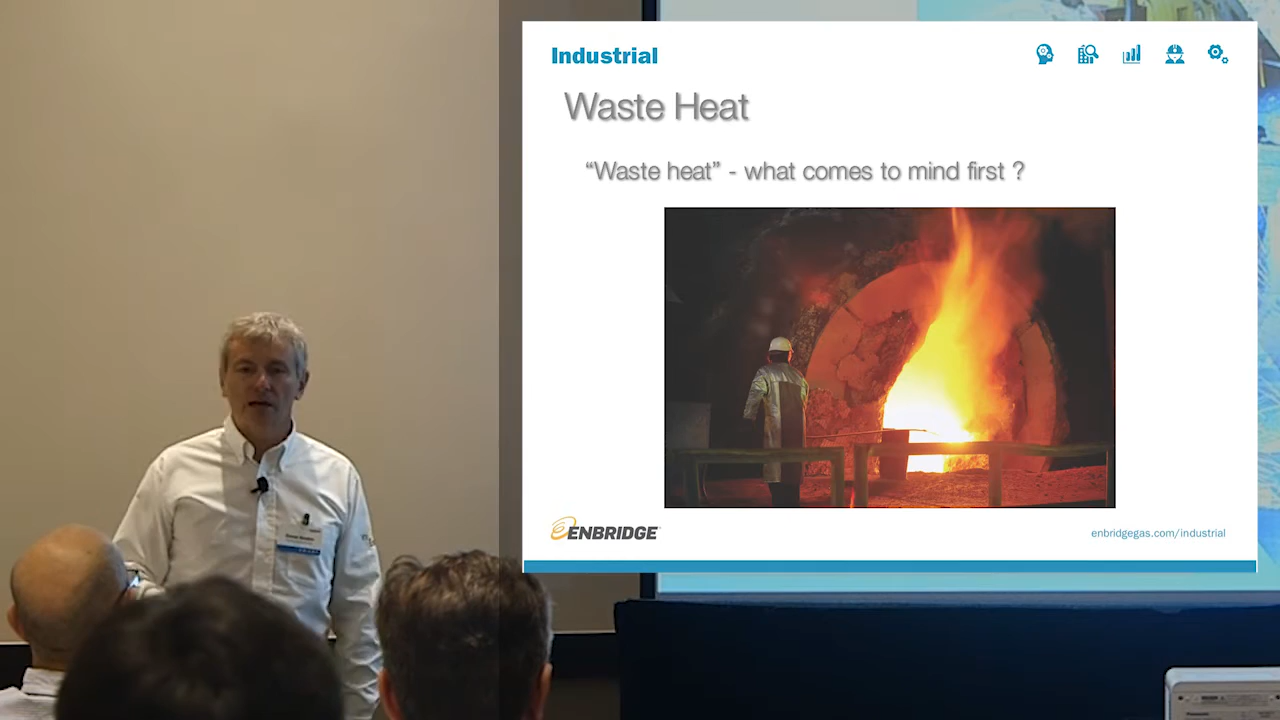 Industrial
Waste Heat
“Waste heat” - what comes to mind first ?
ENBRIDGE
enbridgegas.com/industrial